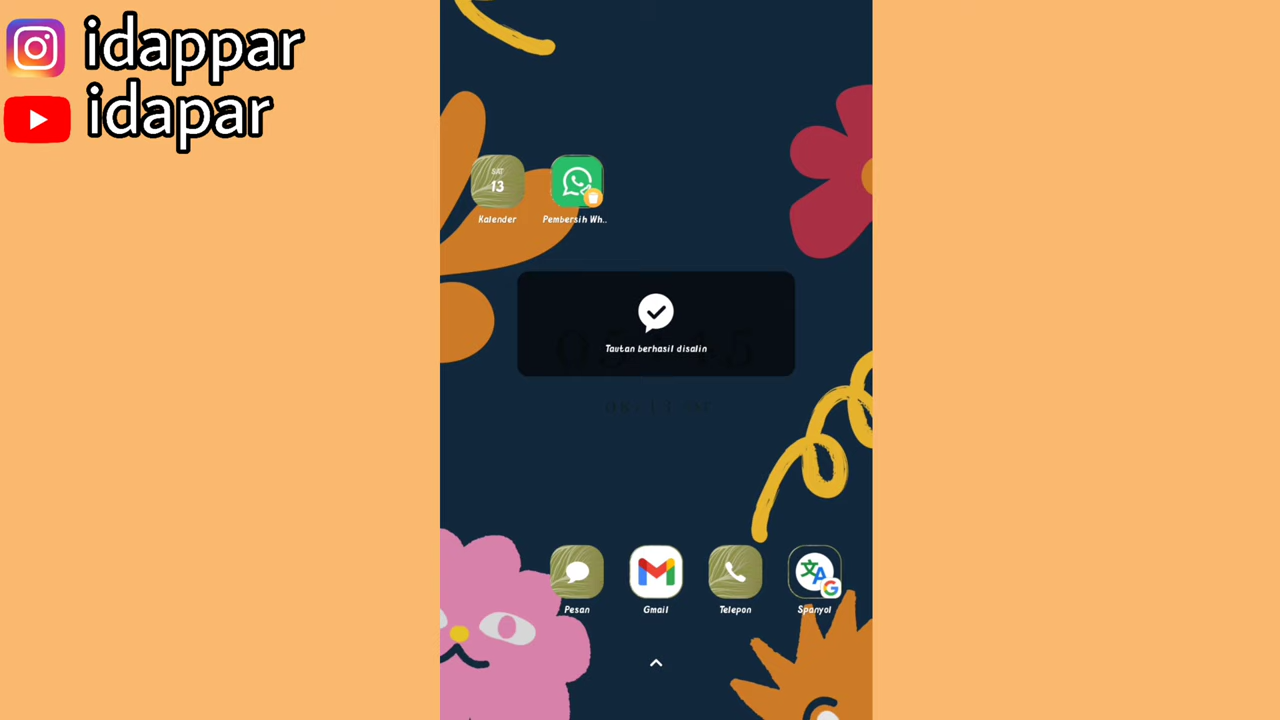 idappar
idapar
SAT
13
Kalender
Pembersih Wh..
Tautan berhasil disalin
Pesan
Gmail
Telepon
Spanyol